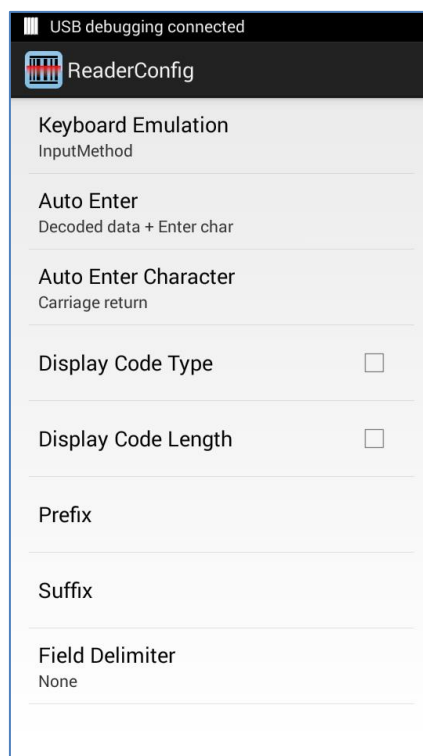 USB debugging connected
ReaderConfig
Keyboard Emulation
InputMethod
Auto Enter
Decoded data + Enter char
Auto Enter Character
Carriage return
Display Code Type
Display Code Length
Prefix
Suffix
Field Delimiter
None